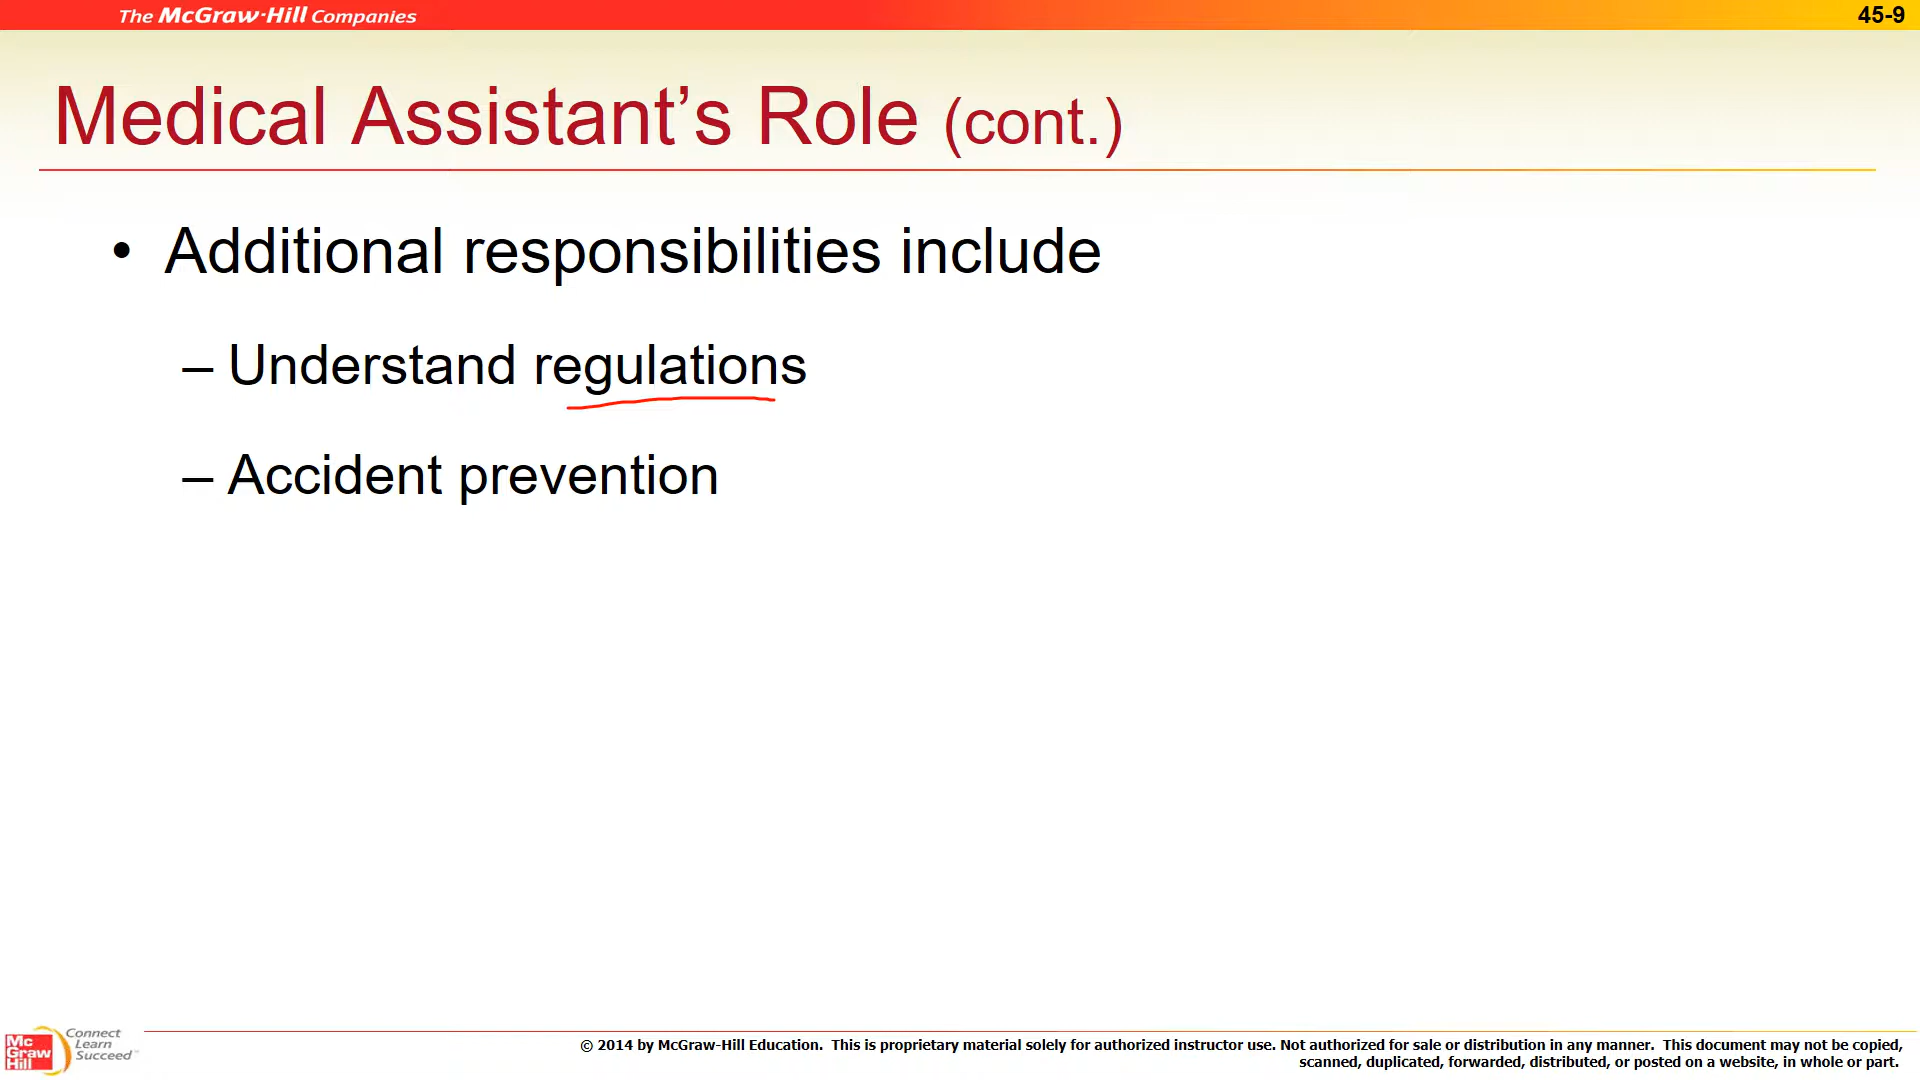 The McGraw-Hill Companies
45-9
Medical Assistant’s Role (cont.)
• Additional responsibilities include
– Understand regulations
– Accident prevention
Mc
Graw
Hill
Connect
Learn
Succeed™
© 2014 by McGraw-Hill Education. This is proprietary material solely for authorized instructor use. Not authorized for sale or distribution in any manner. This document may not be copied,
scanned, duplicated, forwarded, distributed, or posted on a website, in whole or part.